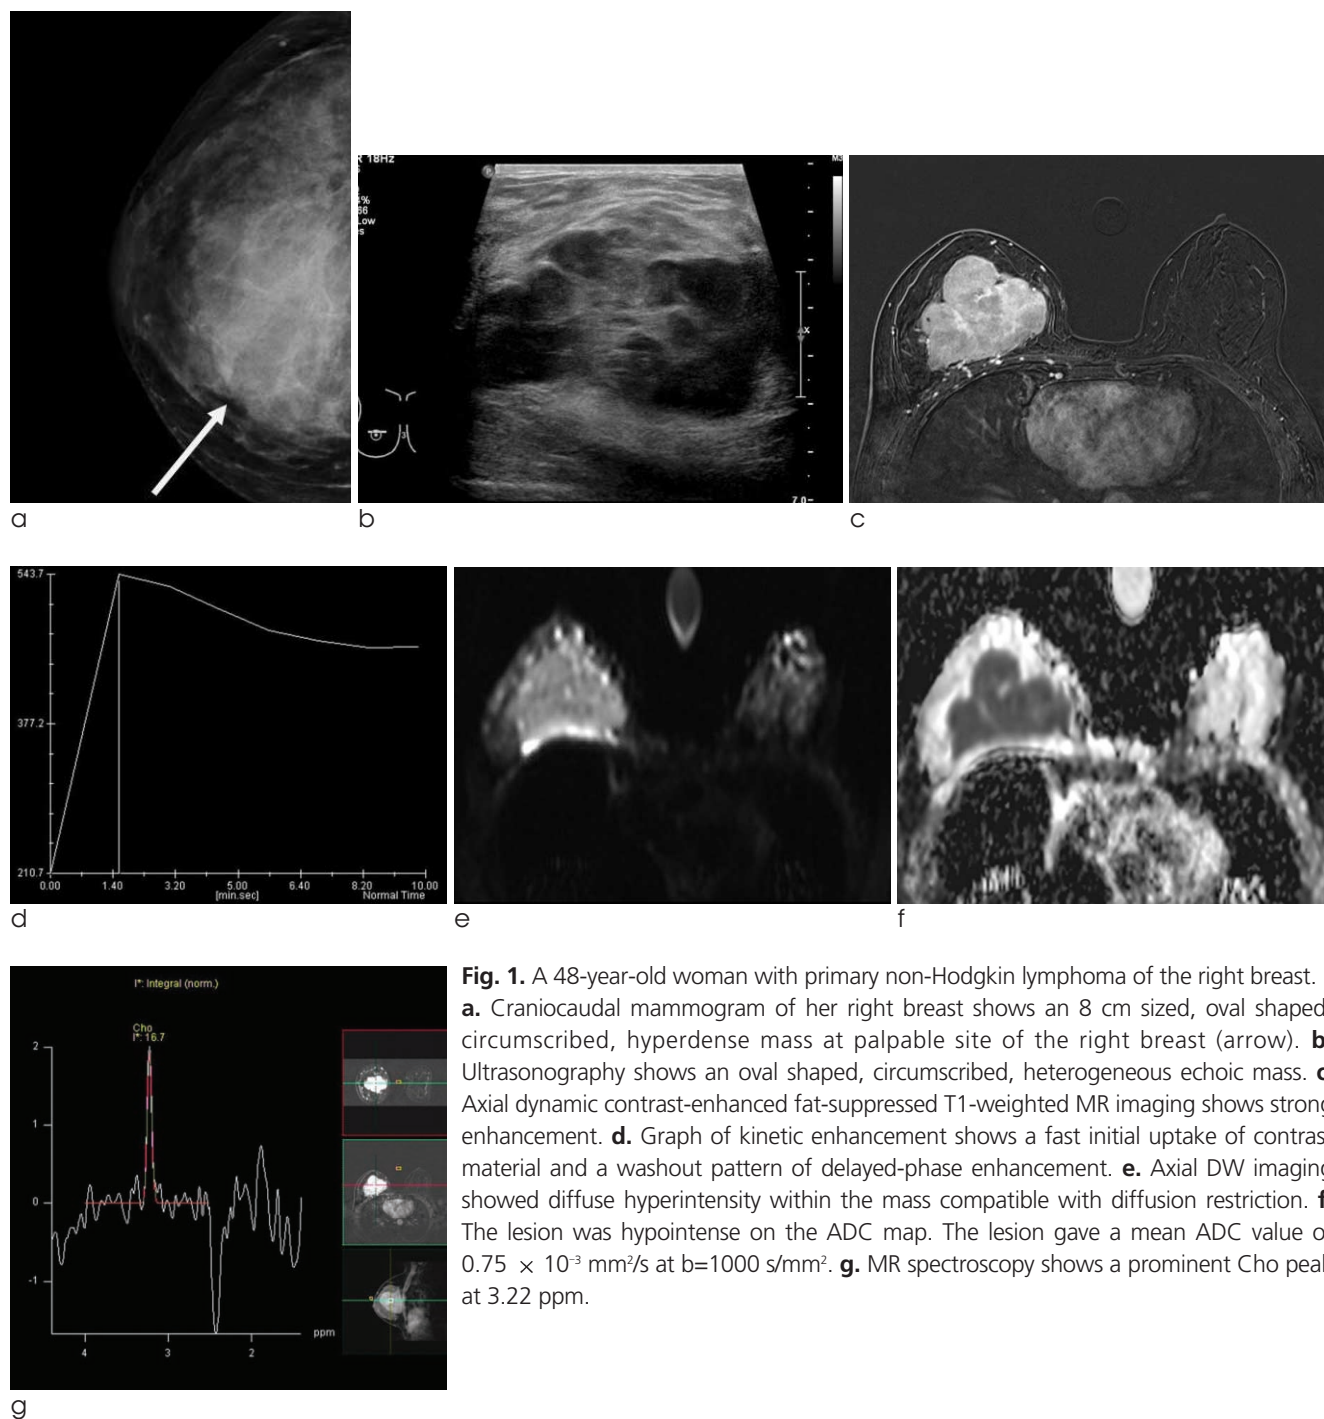 R 18Hz
M3
%
66
Low
es
x
3
7.0
a
b
c
543.7
377.2
210.7
0.00 1.40 3.20 5.00 6.40 8.20 10.00
[min.sec] Normal Time
d
e
f
I*: Integral (norm.)
Cho
I*: 16.7
2
1
0
-1
ppm
4 3 2
g
Fig. 1. A 48-year-old woman with primary non-Hodgkin lymphoma of the right breast.
a. Craniocaudal mammogram of her right breast shows an 8 cm sized, oval shaped
circumscribed, hyperdense mass at palpable site of the right breast (arrow). b
Ultrasonography shows an oval shaped, circumscribed, heterogeneous echoic mass. c
Axial dynamic contrast-enhanced fat-suppressed T1-weighted MR imaging shows strong
enhancement. d. Graph of kinetic enhancement shows a fast initial uptake of contras
material and a washout pattern of delayed-phase enhancement. e. Axial DW imaging
showed diffuse hyperintensity within the mass compatible with diffusion restriction. f
The lesion was hypointense on the ADC map. The lesion gave a mean ADC value o
0.75 × 10⁻³ mm²/s at b=1000 s/mm². g. MR spectroscopy shows a prominent Cho peal
at 3.22 ppm.